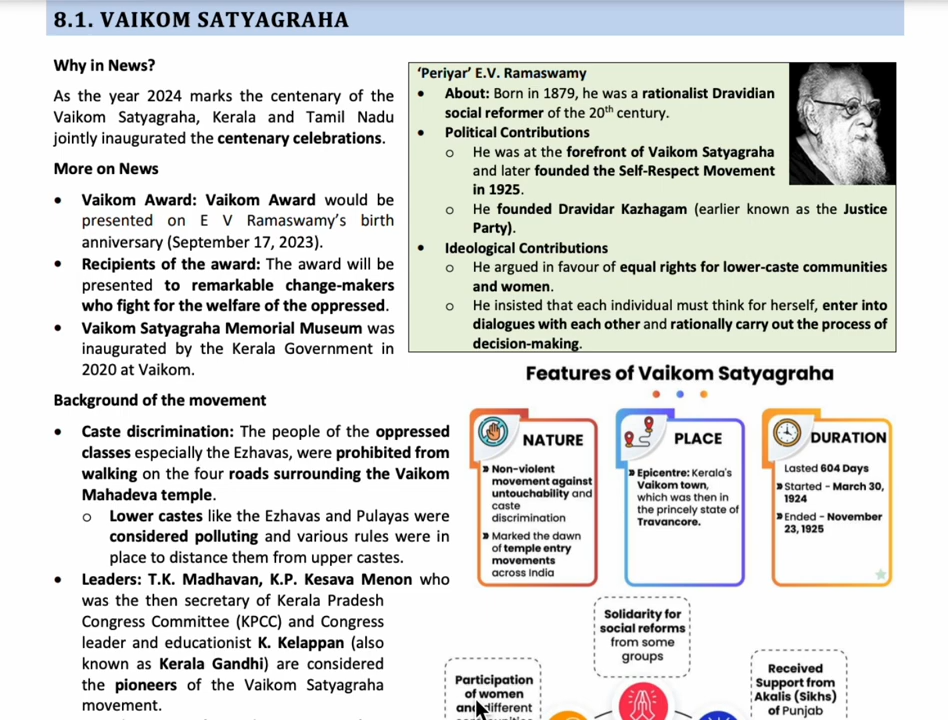 8.1. VAIKOM SATYAGRAHA
Why in News?
As the year 2024 marks the centenary of the
Vaikom Satyagraha, Kerala and Tamil Nadu
jointly inaugurated the centenary celebrations.
More on News
• Vaikom Award: Vaikom Award would be
presented on E V Ramaswamy's birth
anniversary (September 17, 2023).
• Recipients of the award: The award will be
presented to remarkable change-makers
who fight for the welfare of the oppressed.
• Vaikom Satyagraha Memorial Museum was
inaugurated by the Kerala Government in
2020 at Vaikom.
Background of the movement
• Caste discrimination: The people of the oppressed
classes especially the Ezhavas, were prohibited from
walking on the four roads surrounding the Vaikom
Mahadeva temple.
o Lower castes like the Ezhavas and Pulayas were
considered polluting and various rules were in
place to distance them from upper castes.
• Leaders: T.K. Madhavan, K.P. Kesava Menon who
was the then secretary of Kerala Pradesh
Congress Committee (KPCC) and Congress
leader and educationist K. Kelappan (also
known as Kerala Gandhi) are considered
the pioneers of the Vaikom Satyagraha
movement.
'Periyar' E.V. Ramaswamy
• About: Born in 1879, he was a rationalist Dravidian
social reformer of the 20th century.
• Political Contributions
o He was at the forefront of Vaikom Satyagraha
and later founded the Self-Respect Movement
in 1925.
o He founded Dravidar Kazhagam (earlier known as the Justice
Party).
• Ideological Contributions
o He argued in favour of equal rights for lower-caste communities
and women.
o He insisted that each individual must think for herself, enter into
dialogues with each other and rationally carry out the process of
decision-making.
Features of Vaikom Satyagraha
NATURE
» Non-violent
movement against
untouchability and
caste
discrimination
» Marked the dawn
of temple entry
movements
across India
PLACE
» Epicentre: Kerala's
Vaikom town,
which was then in
the princely state of
Travancore.
DURATION
Lasted 604 Days
» Started - March 30,
1924
» Ended - November
23, 1925
Solidarity for
social reforms
from some
groups
Participation
of women
and different
Received
Support from
Akalis (Sikhs)
of Punjab